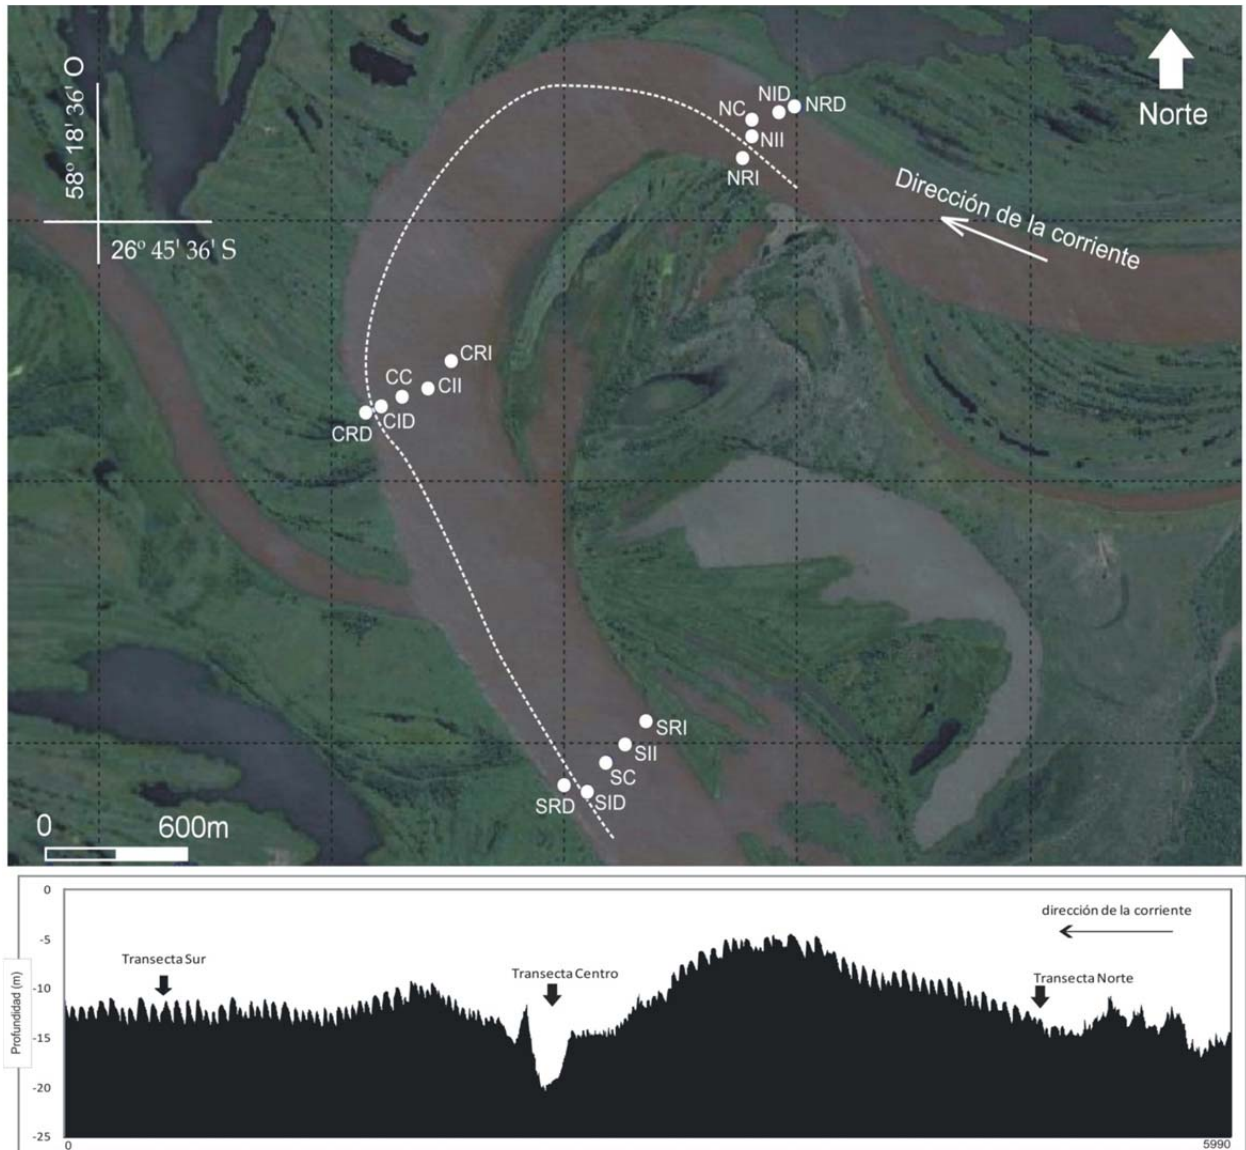 58º 18' 36' O
26º 45' 36' S
Norte
NID
NRD
NC
NII
NRI
Dirección de la corriente
CRI
CC
CII
CID
CRD
SRI
SII
SC
SRD
SID
0 600m
0
-5
-10
-15
-20
-25
Profundidad (m)
dirección de la corriente
Transecta Sur
Transecta Centro
Transecta Norte
0
5990